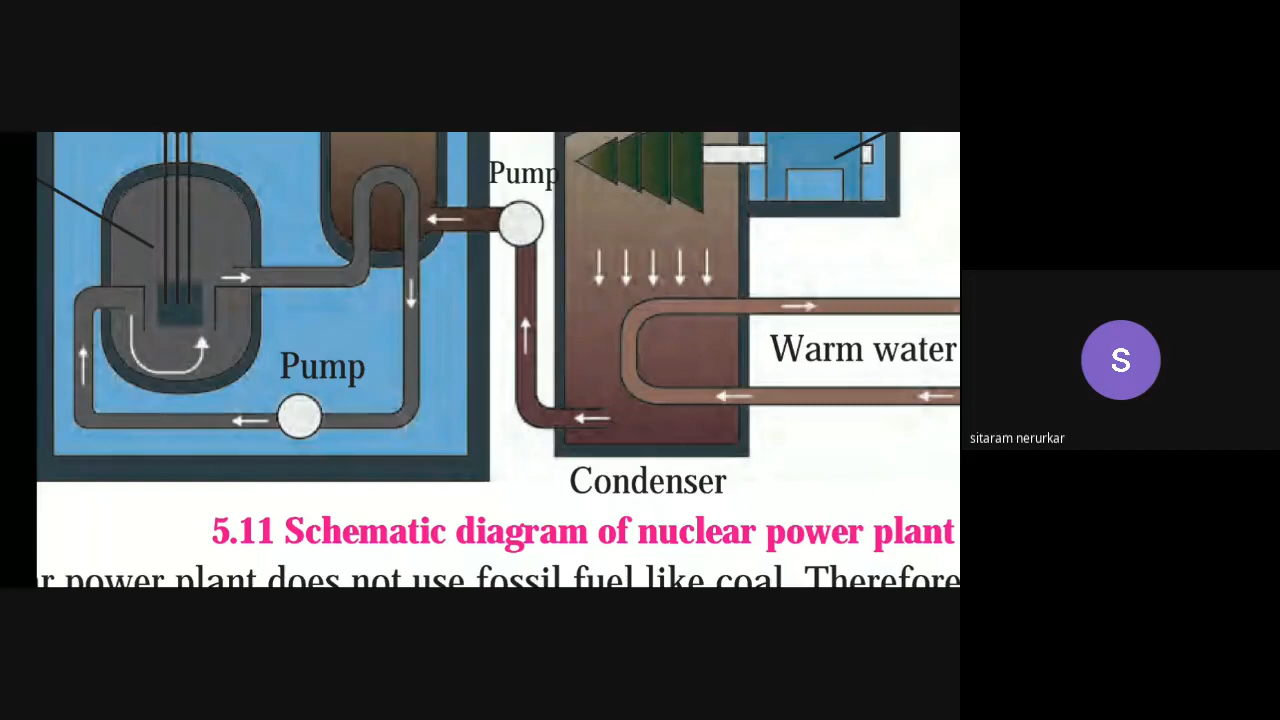 Pump
Pump
Warm water
Condenser
5.11 Schematic diagram of nuclear power plant
r power plant does not use fossil fuel like coal. Therefore
S
sitaram nerurkar